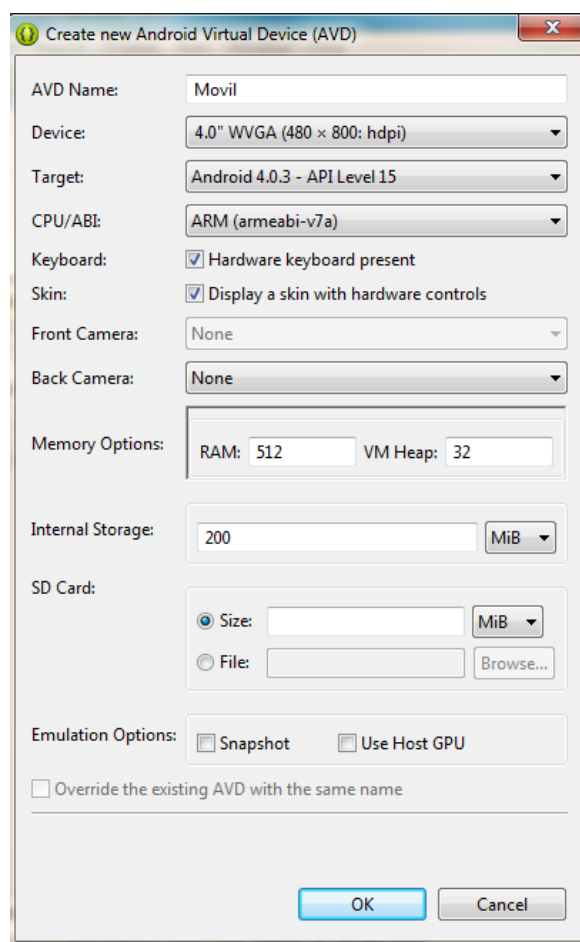 Create new Android Virtual Device (AVD)
AVD Name: Movil
Device: 4.0" WVGA (480 × 800: hdpi)
Target: Android 4.0.3 - API Level 15
CPU/ABI: ARM (armeabi-v7a)
Keyboard: Hardware keyboard present
Skin: Display a skin with hardware controls
Front Camera: None
Back Camera: None
Memory Options: RAM: 512 VM Heap: 32
Internal Storage: 200 MiB
SD Card:
Size: MiB
File: Browse...
Emulation Options: Snapshot Use Host GPU
Override the existing AVD with the same name
OK Cancel